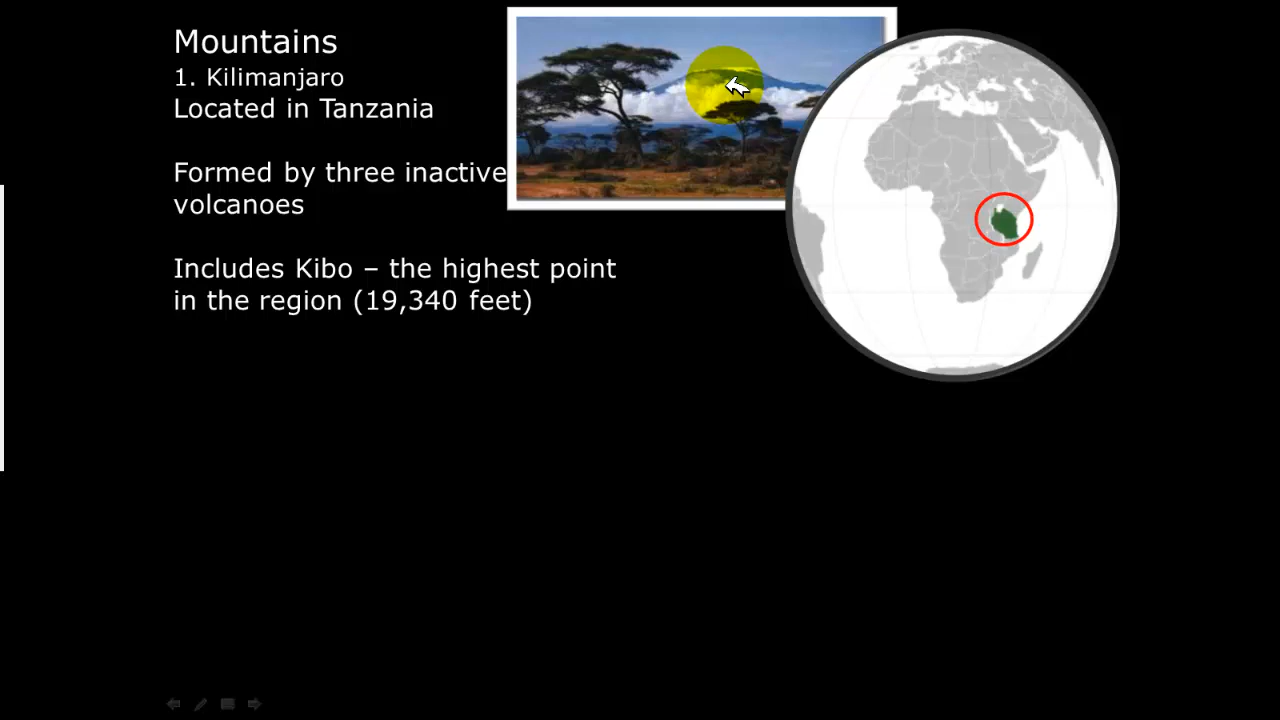 Mountains
1. Kilimanjaro
Located in Tanzania
Formed by three inactive
volcanoes
Includes Kibo – the highest point
in the region (19,340 feet)